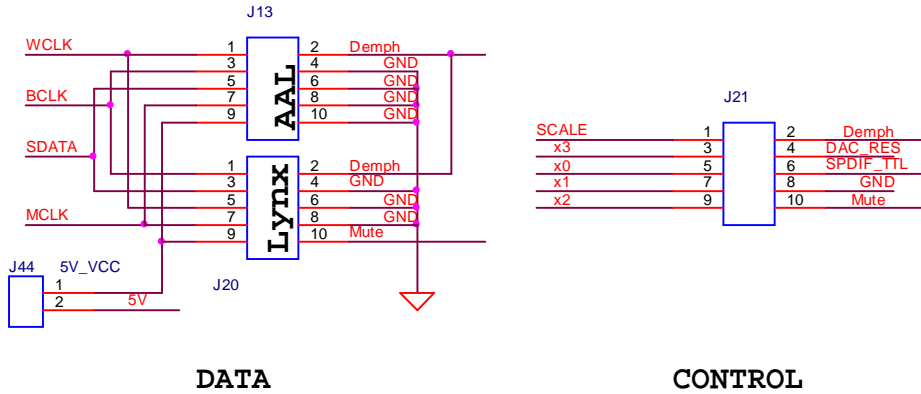 J13
WCLK 1 2 Demph
3 4 GND
5 6 GND
BCLK 7 8 GND
9 10 GND
AAL
SDATA
1 2 Demph
3 4 GND
5 6 GND
MCLK 7 8 GND
9 10 Mute
Lynx
J20
J44 5V_VCC
1
2 5V
J21
SCALE 1 2 Demph
x3 3 4 DAC_RES
x0 5 6 SPDIF_TTL
x1 7 8 GND
x2 9 10 Mute
DATA CONTROL